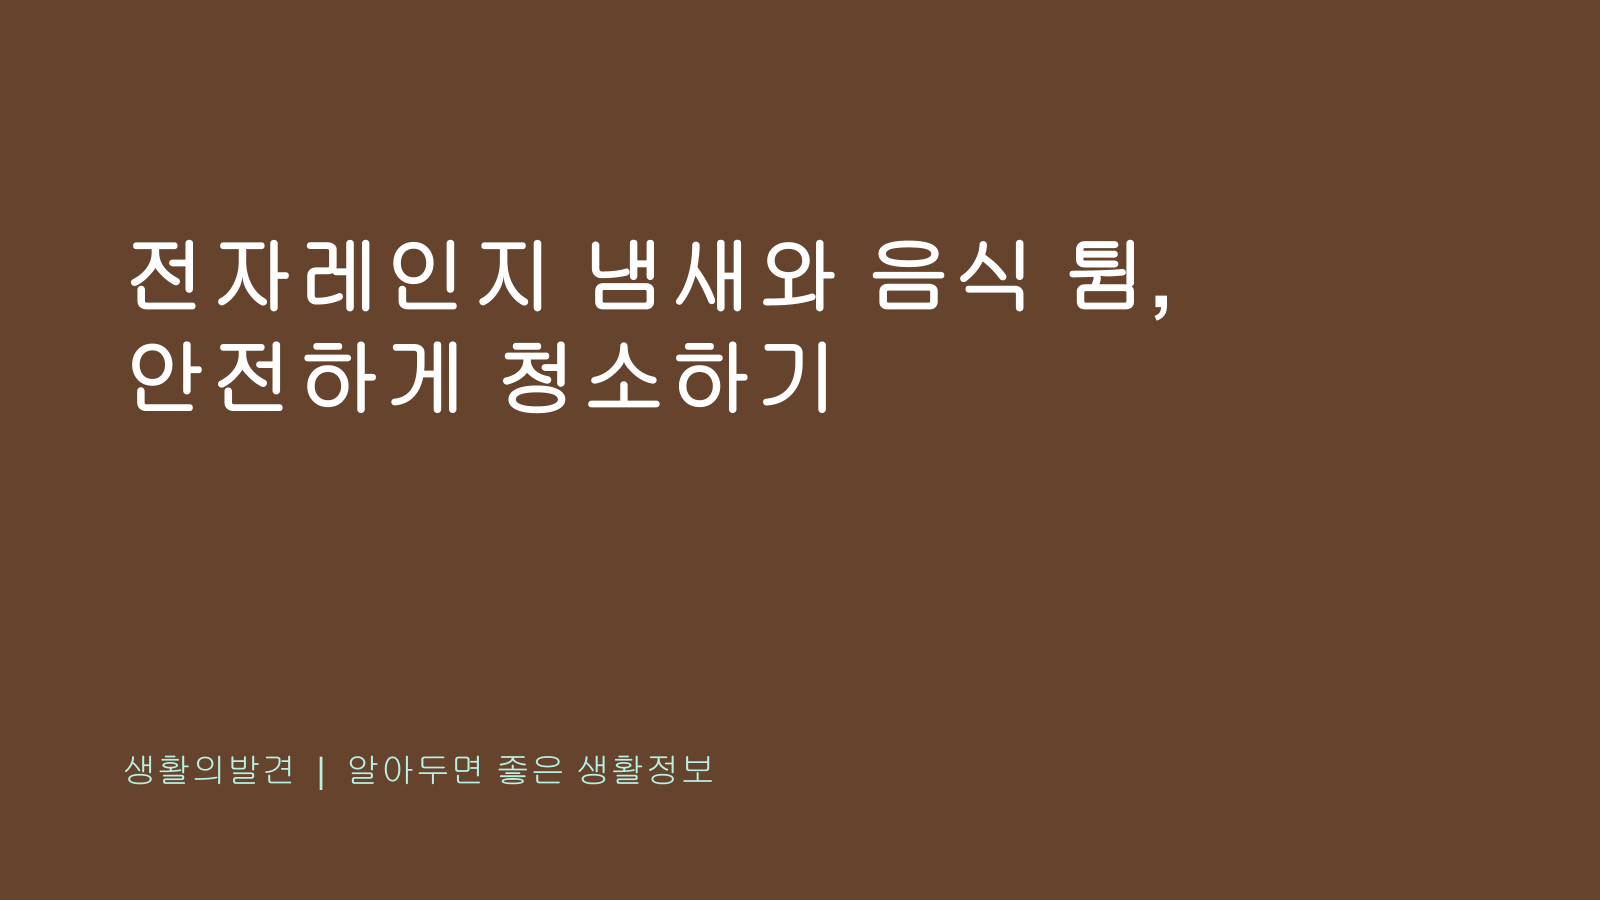 전자레인지 냄새와 음식 튐,
안전하게 청소하기
생활의발견 | 알아두면 좋은 생활정보